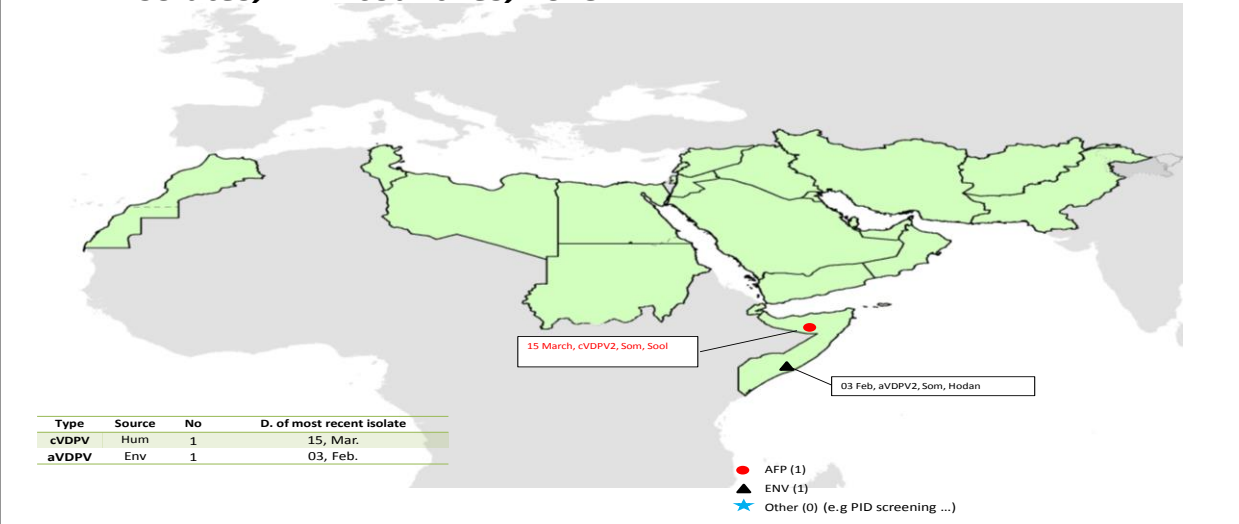 15 March, cVDPV2, Som, Sool
03 Feb, aVDPV2, Som, Hodan
Type Source No D. of most recent isolate
cVDPV Hum 1 15, Mar.
aVDPV Env 1 03, Feb.
AFP (1)
ENV (1)
Other (0) (e.g PID screening ...)